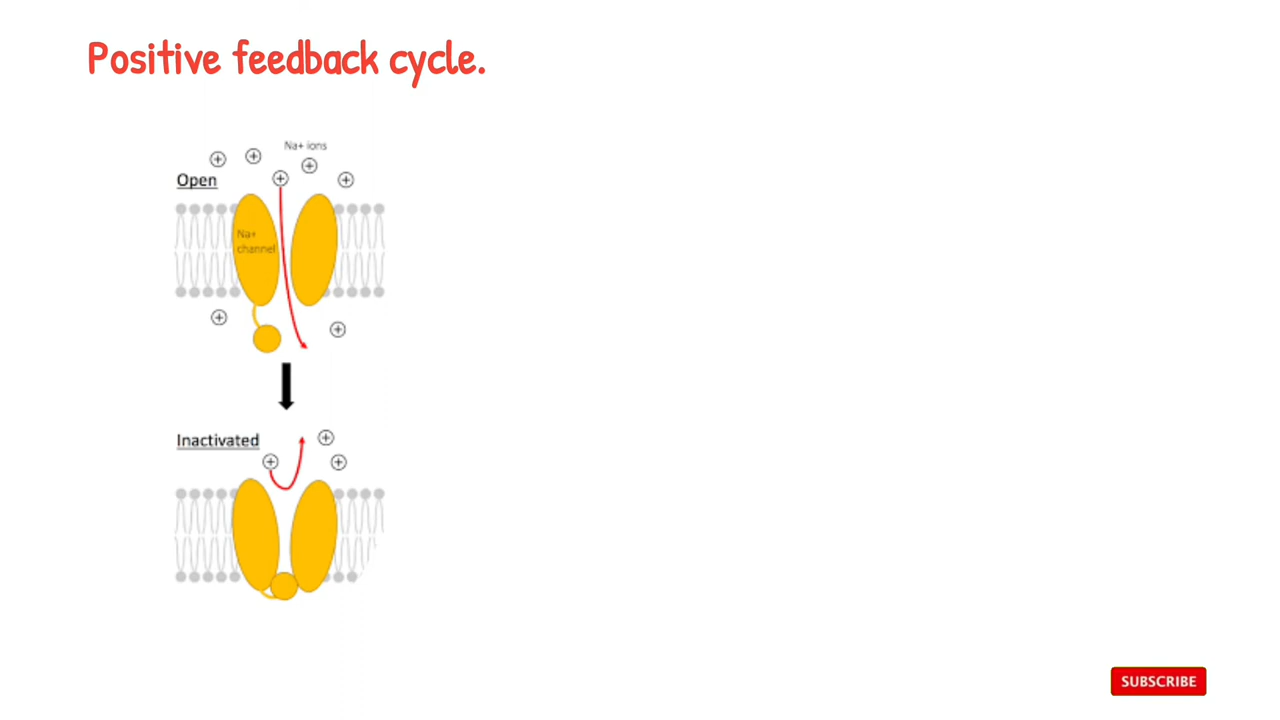 Positive feedback cycle.
Na+ ions
Open
Na+
channel
Inactivated
SUBSCRIBE